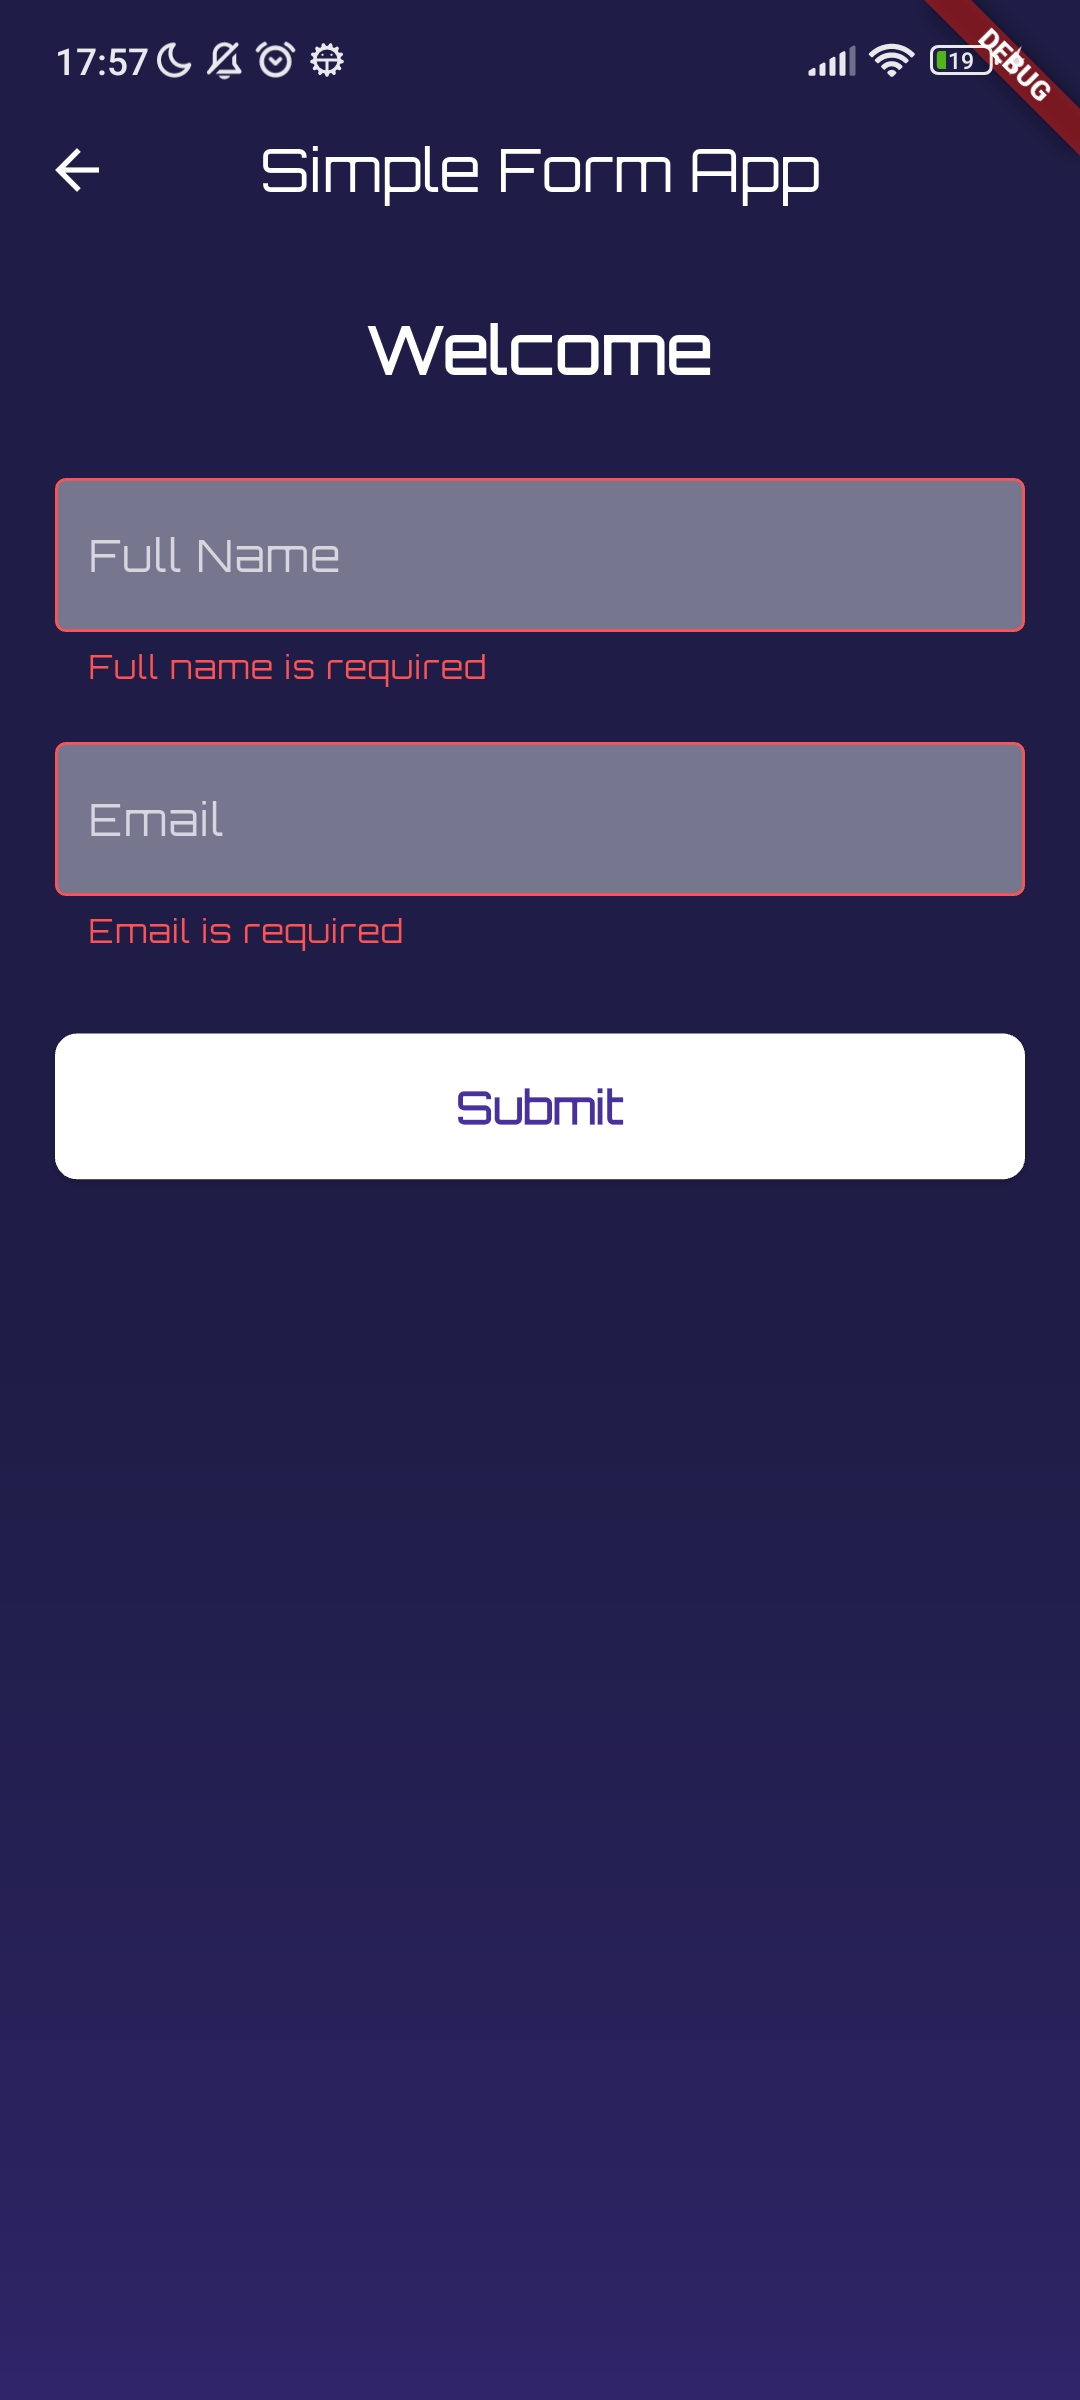 17:57
19
DEBUG
Simple Form App
Welcome
Full Name
Full name is required
Email
Email is required
Submit